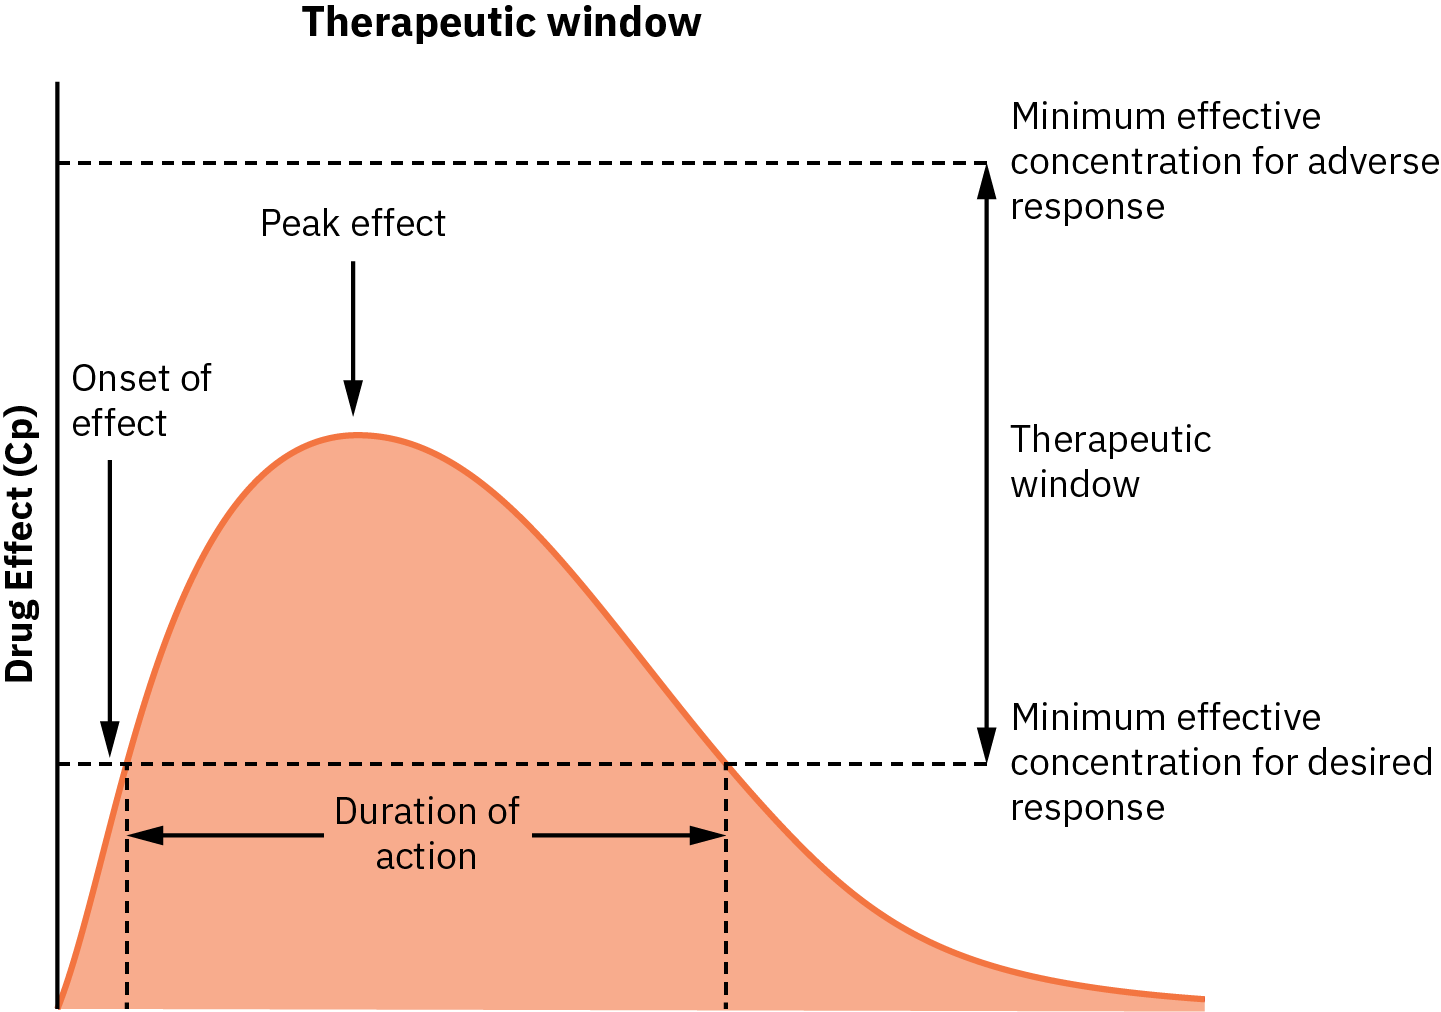 Therapeutic window
Minimum effective
concentration for adverse
response
Peak effect
Onset of
effect
Drug Effect (Cp)
Therapeutic
window
Minimum effective
concentration for desired
response
Duration of
action